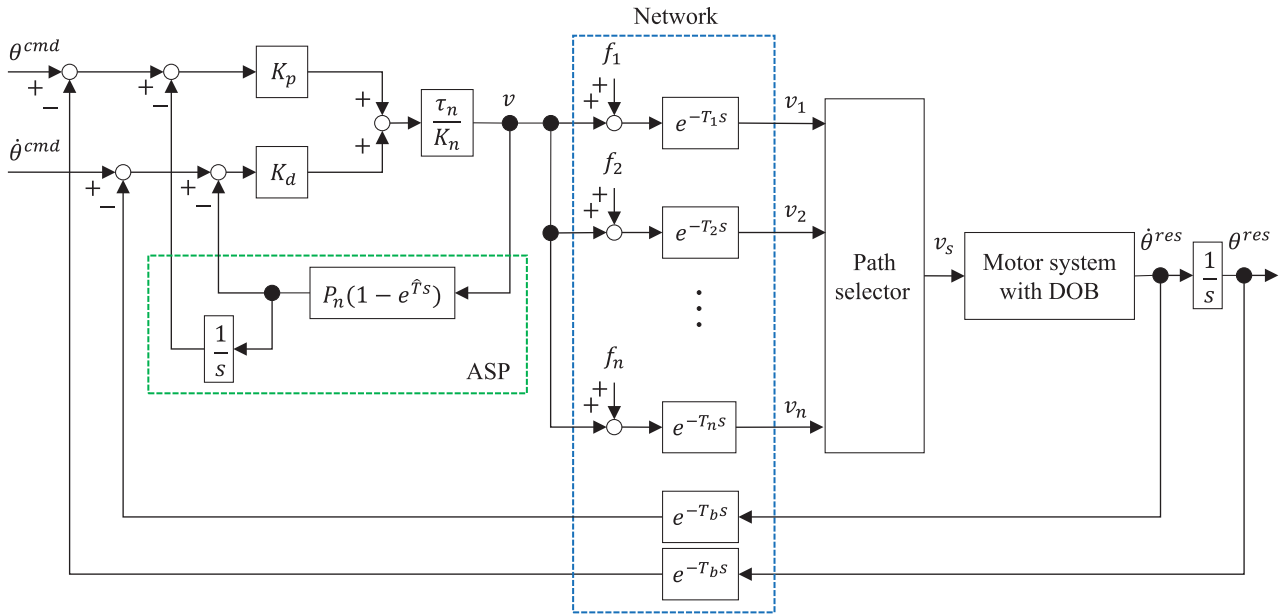 Network
θ^{cmd}
+
−
+
−
K_p
+
+
τ_n
K_n
v
f_1
+
+
e^{−T_1 s}
v_1
θ̇^{cmd}
+
−
+
−
K_d
f_2
+
+
e^{−T_2 s}
v_2
Path
selector
v_s
Motor system
with DOB
θ̇^{res}
1
s
θ^{res}
P_n(1 − e^{T̂s})
1
s
ASP
⋮
f_n
+
+
e^{−T_n s}
v_n
e^{−T_b s}
e^{−T_b s}